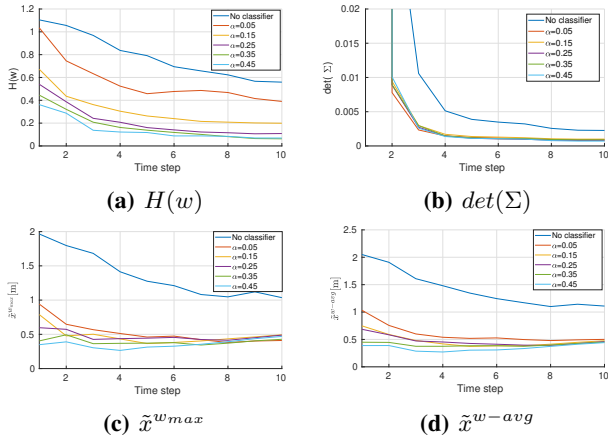 No classifier
α=0.05
α=0.15
α=0.25
α=0.35
α=0.45
H(w)
1.2
1
0.8
0.6
0.4
0.2
0
2 4 6 8 10
Time step
(a) H(w)
No classifier
α=0.05
α=0.15
α=0.25
α=0.35
α=0.45
det( Σ)
0.02
0.015
0.01
0.005
0
2 4 6 8 10
Time step
(b) det(Σ)
No classifier
α=0.05
α=0.15
α=0.25
α=0.35
α=0.45
x̃^{w_{max}}[m]
2
1.5
1
0.5
0
2 4 6 8 10
Time step
(c) x̃^{w_{max}}
No classifier
α=0.05
α=0.15
α=0.25
α=0.35
α=0.45
x̃^{w-avg}[m]
2.5
2
1.5
1
0.5
0
2 4 6 8 10
Time step
(d) x̃^{w-avg}